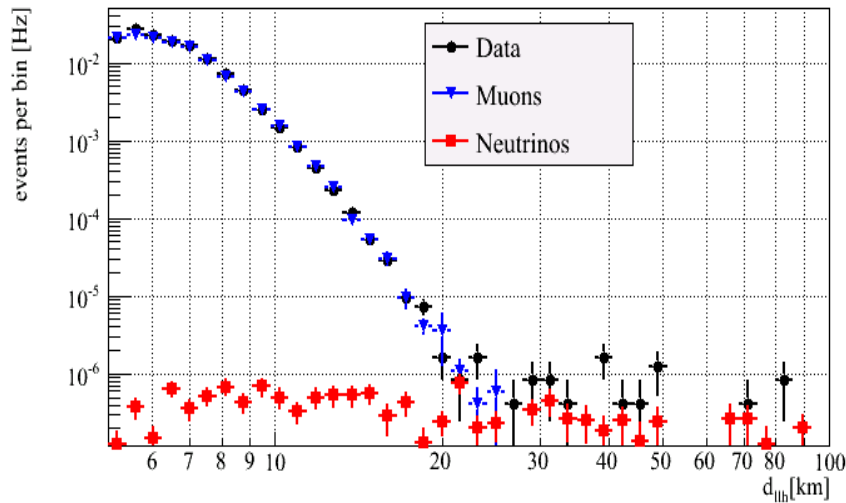 events per bin [Hz]
10⁻²
10⁻³
10⁻⁴
10⁻⁵
10⁻⁶
Data
Muons
Neutrinos
6 7 8 9 10 20 30 40 50 60 70 80 100
d_llh[km]